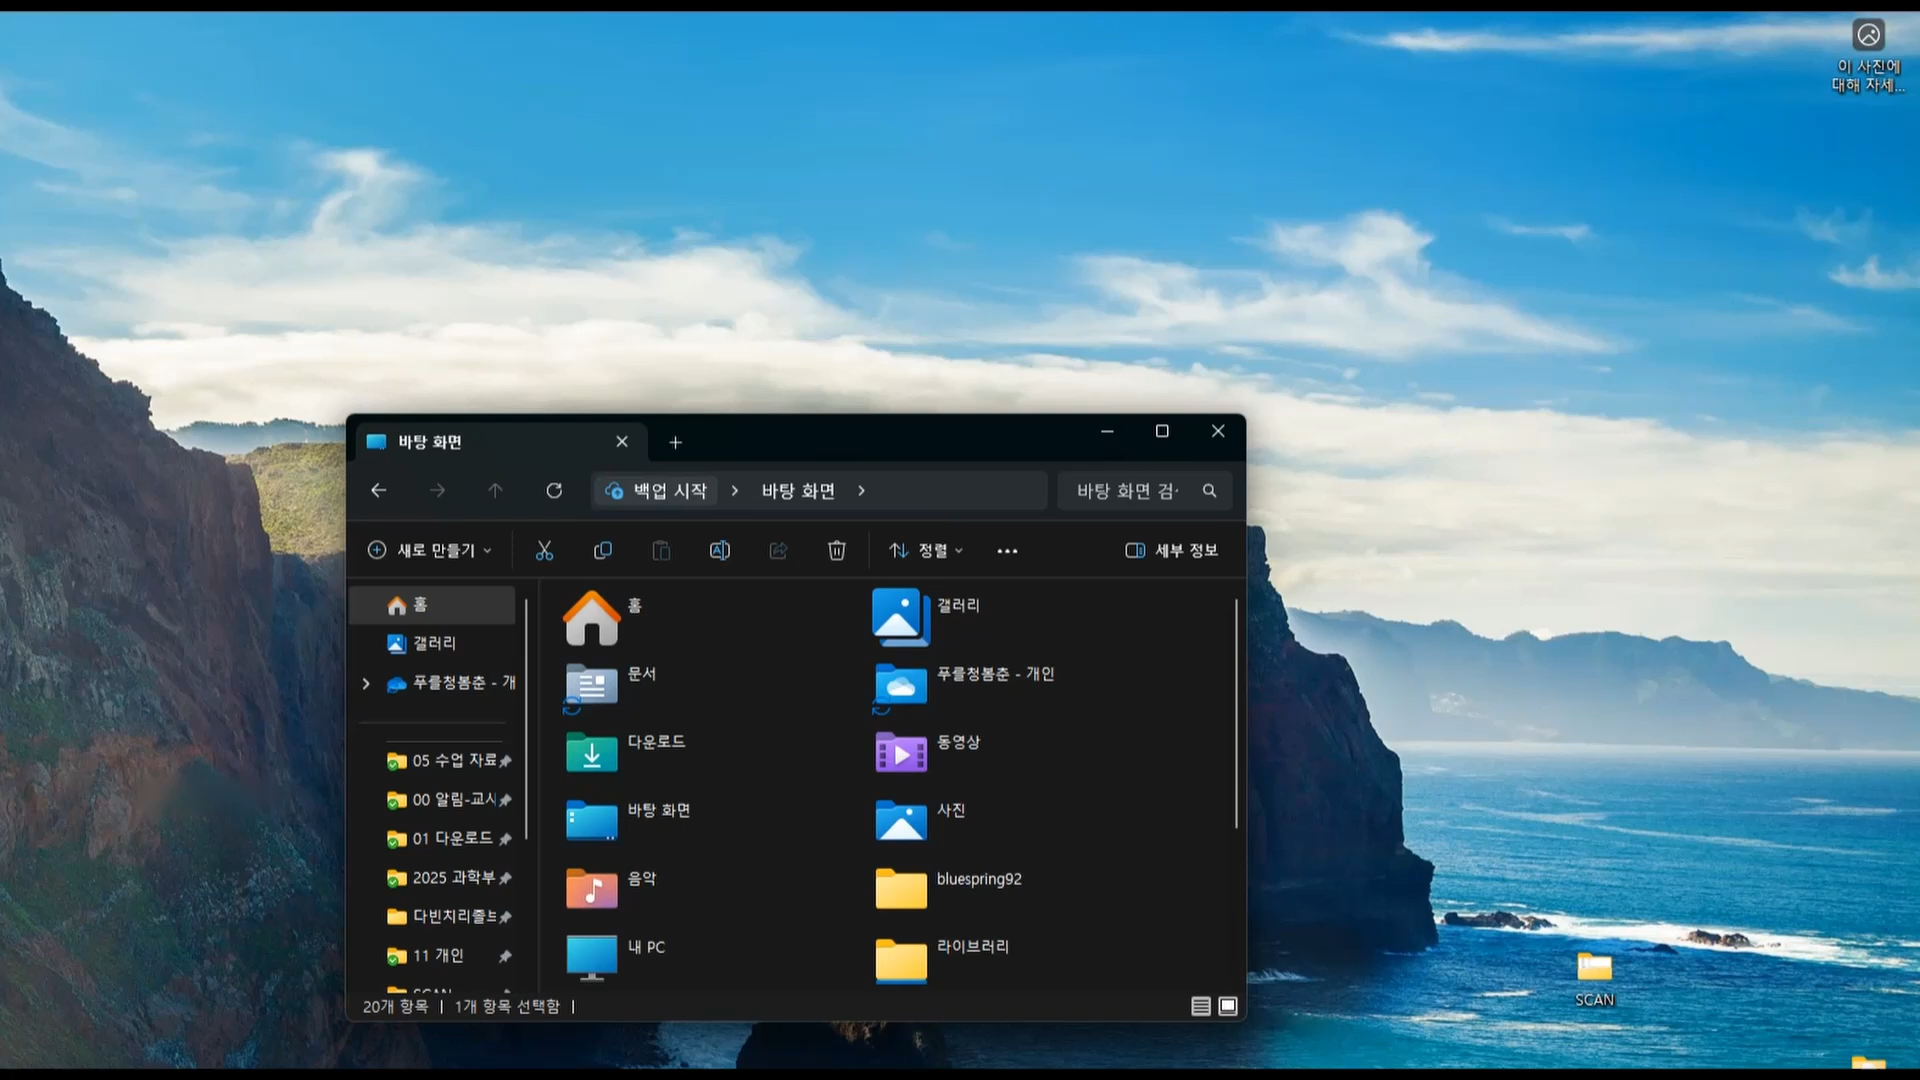 이 사진에
대해 자세...
바탕 화면
백업 시작
바탕 화면
바탕 화면 검
새로 만들기
정렬
세부 정보
홈
갤러리
푸를청봄춘 - 개
05 수업 자료
00 알림-교사
01 다운로드
2025 과학부
다빈치리졸브
11 개인
SCAN
홈
갤러리
문서
푸를청봄춘 - 개인
다운로드
동영상
바탕 화면
사진
음악
bluespring92
내 PC
라이브러리
20개 항목
1개 항목 선택함
SCAN